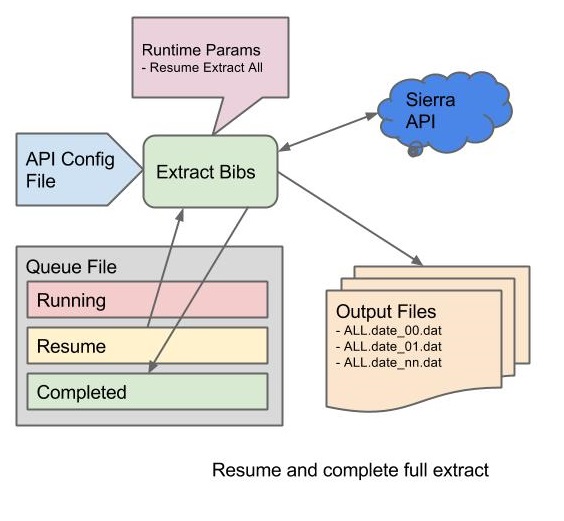 Runtime Params
- Resume Extract All
Sierra
API
API Config
File
Extract Bibs
Queue File
Running
Resume
Completed
Output Files
- ALL.date_00.dat
- ALL.date_01.dat
- ALL.date_nn.dat
Resume and complete full extract